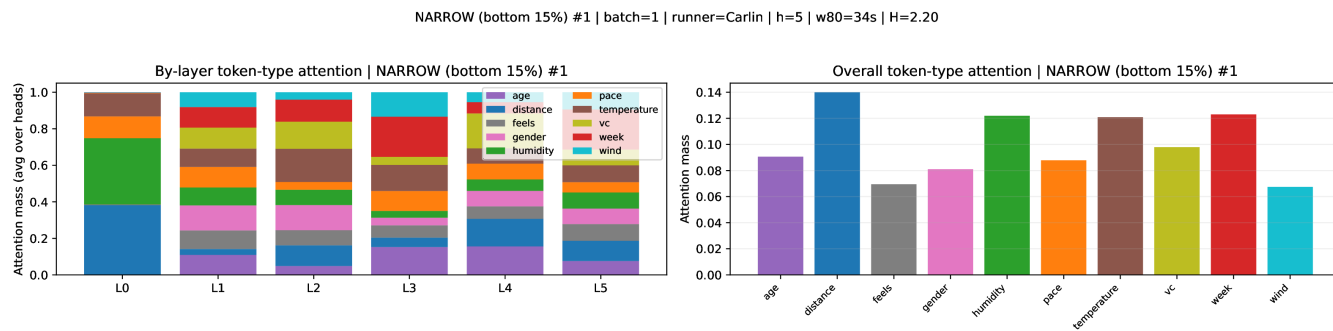 NARROW (bottom 15%) #1 | batch=1 | runner=Carlin | h=5 | w80=34s | H=2.20
By-layer token-type attention | NARROW (bottom 15%) #1
Attention mass (avg over heads)
1.0
0.8
0.6
0.4
0.2
0.0
L0 L1 L2 L3 L4 L5
age pace
distance temperature
feels vc
gender week
humidity wind
Overall token-type attention | NARROW (bottom 15%) #1
Attention mass
0.14
0.12
0.10
0.08
0.06
0.04
0.02
0.00
age distance feels gender humidity pace temperature vc week wind